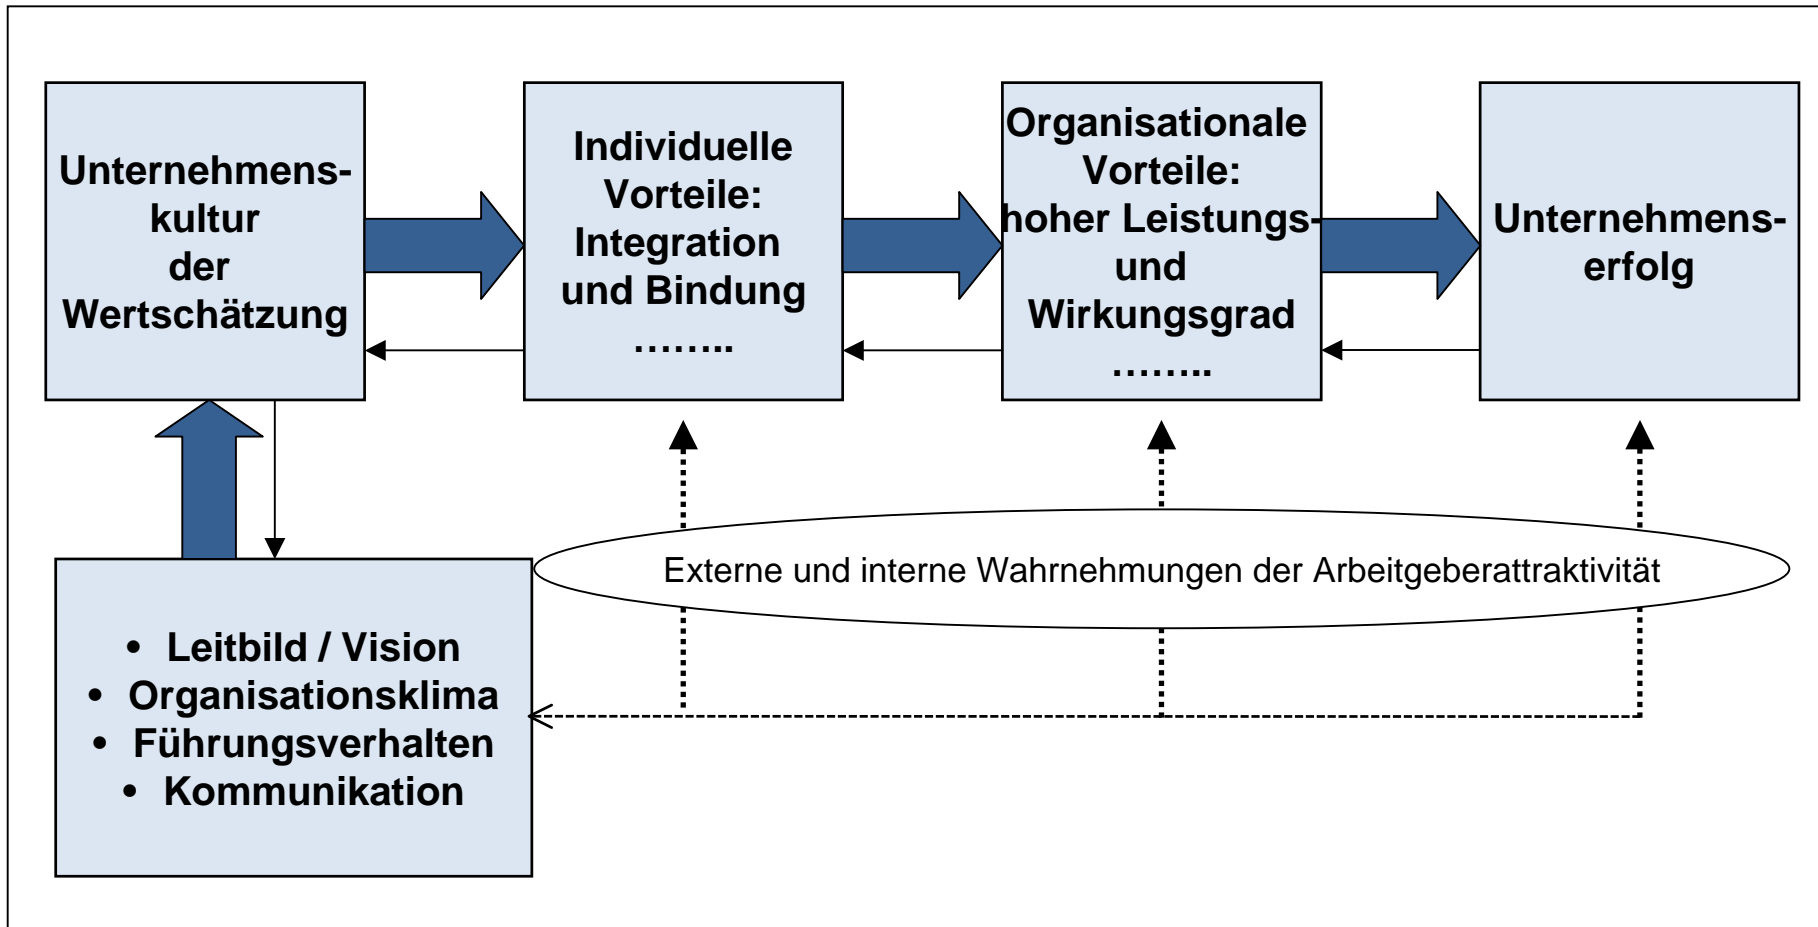 Unternehmens-
kultur
der
Wertschätzung
Individuelle
Vorteile:
Integration
und Bindung
……..
Organisationale
Vorteile:
hoher Leistungs-
und
Wirkungsgrad
……..
Unternehmens-
erfolg
Externe und interne Wahrnehmungen der Arbeitgeberattraktivität
• Leitbild / Vision
• Organisationsklima
• Führungsverhalten
• Kommunikation